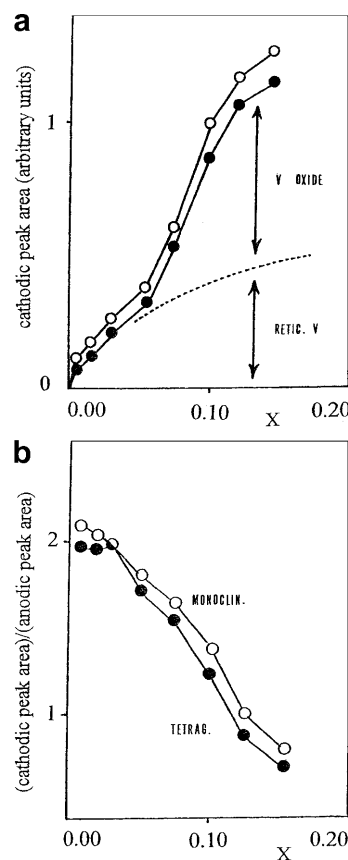 a
cathodic peak area (arbitrary units)
1
V OXIDE
RETIC. V
0
0.00 0.10 0.20
X
b
(cathodic peak area)/(anodic peak area)
2
MONOCLIN.
1
TETRAG.
0.00 0.10 0.20
X